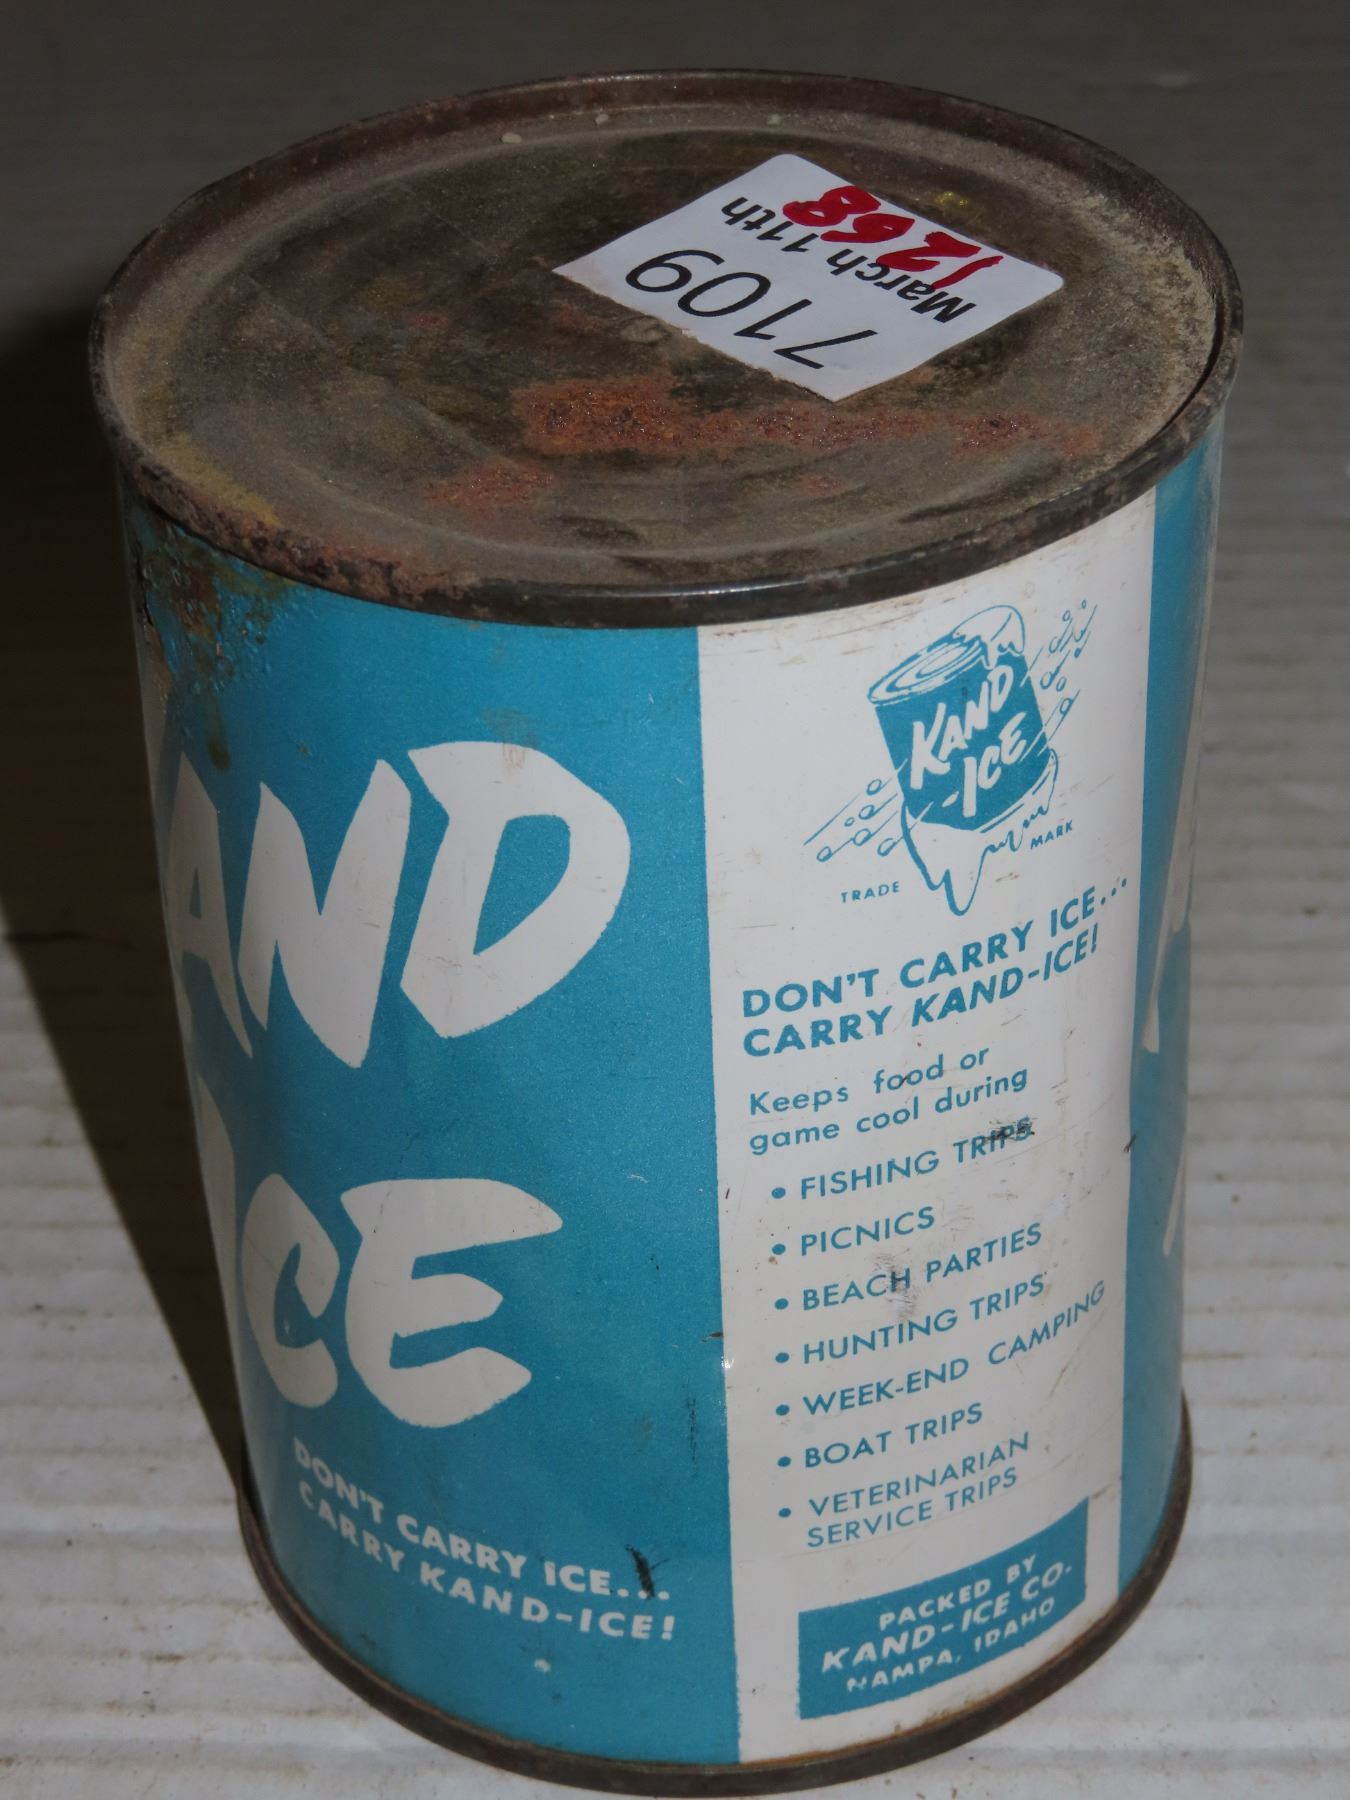 7109
March 11th
1268
KAND
ICE
DON'T CARRY ICE...
CARRY KAND-ICE!
KAND
-ICE
TRADE MARK
DON'T CARRY ICE...
CARRY KAND-ICE!
Keeps food or
game cool during
• FISHING TRIPS
• PICNICS
• BEACH PARTIES
• HUNTING TRIPS
• WEEK-END CAMPING
• BOAT TRIPS
• VETERINARIAN
SERVICE TRIPS
PACKED BY
KAND-ICE CO.
NAMPA, IDAHO